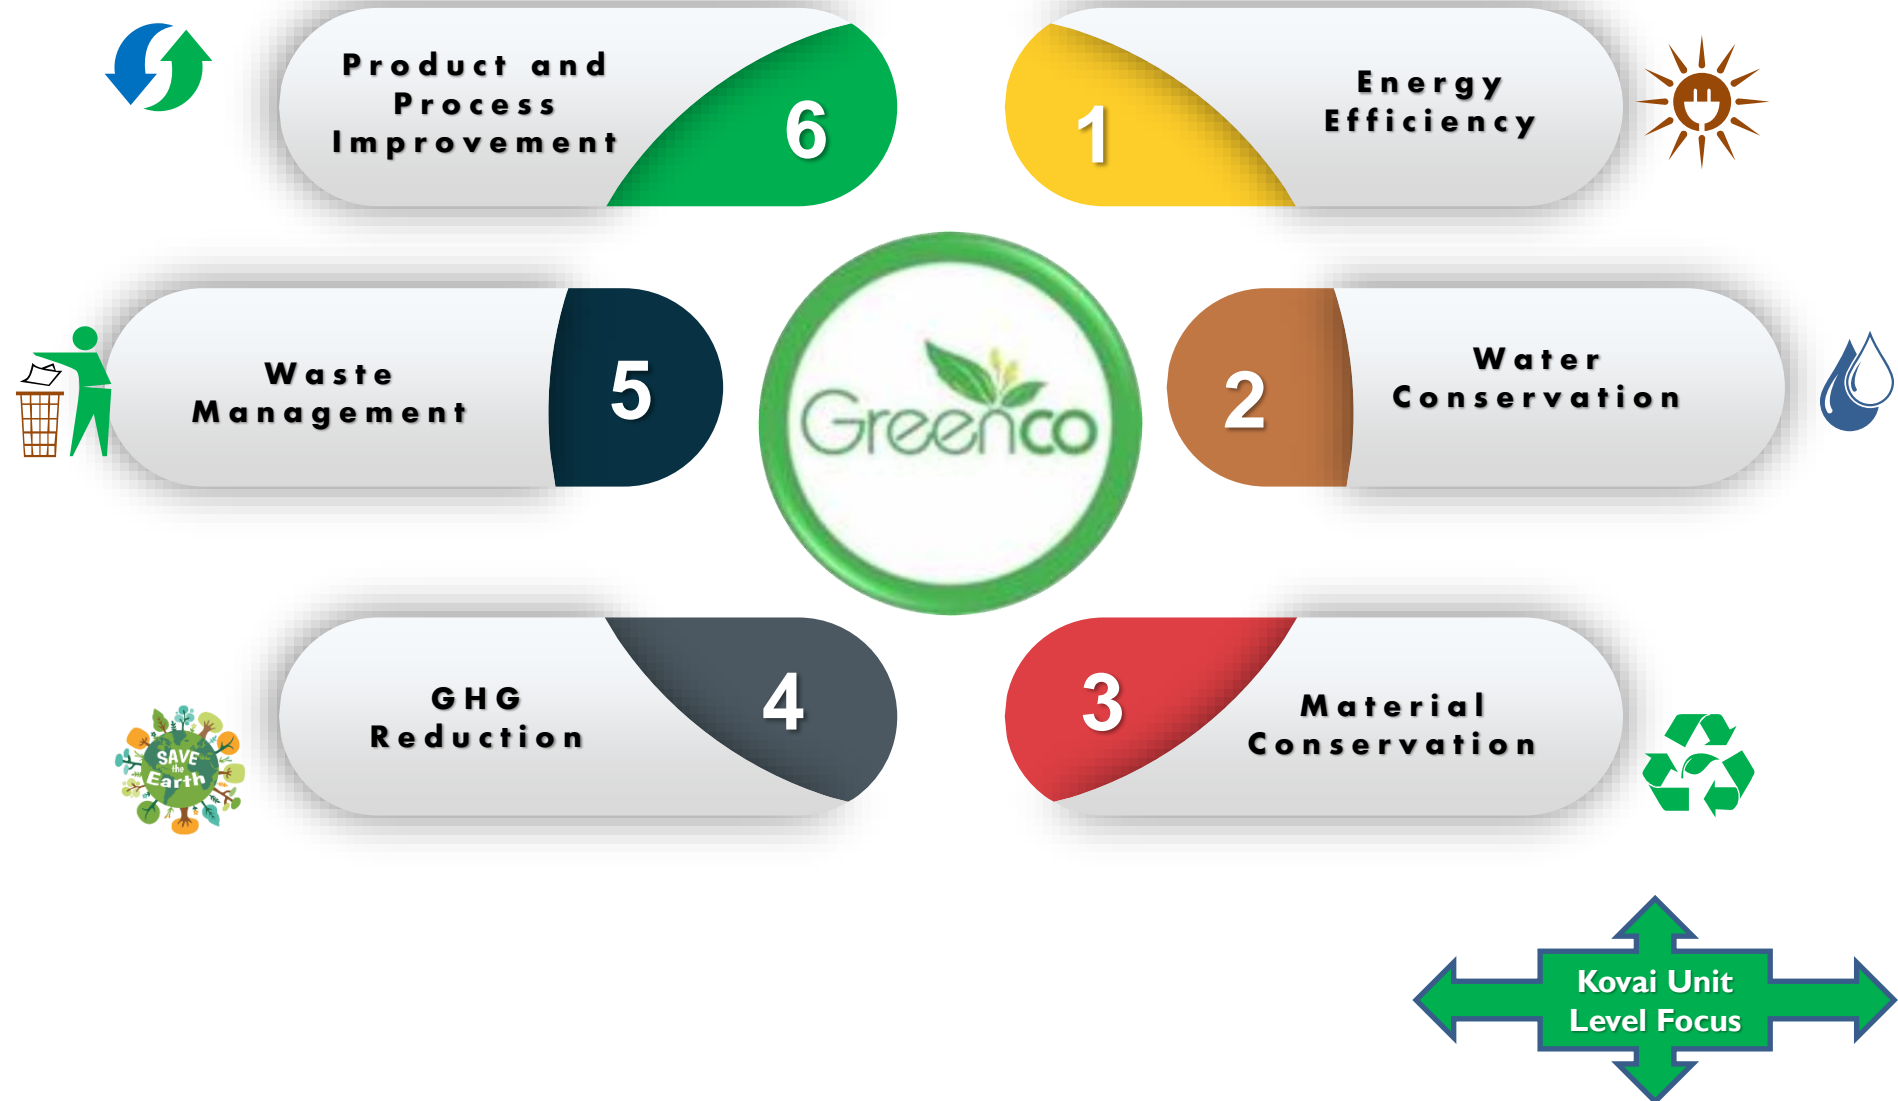 Product and
Process
Improvement
6
1
Energy
Efficiency
Waste
Management
5
Greenco
2
Water
Conservation
GHG
Reduction
4
3
Material
Conservation
SAVE
the
Earth
Kovai Unit
Level Focus